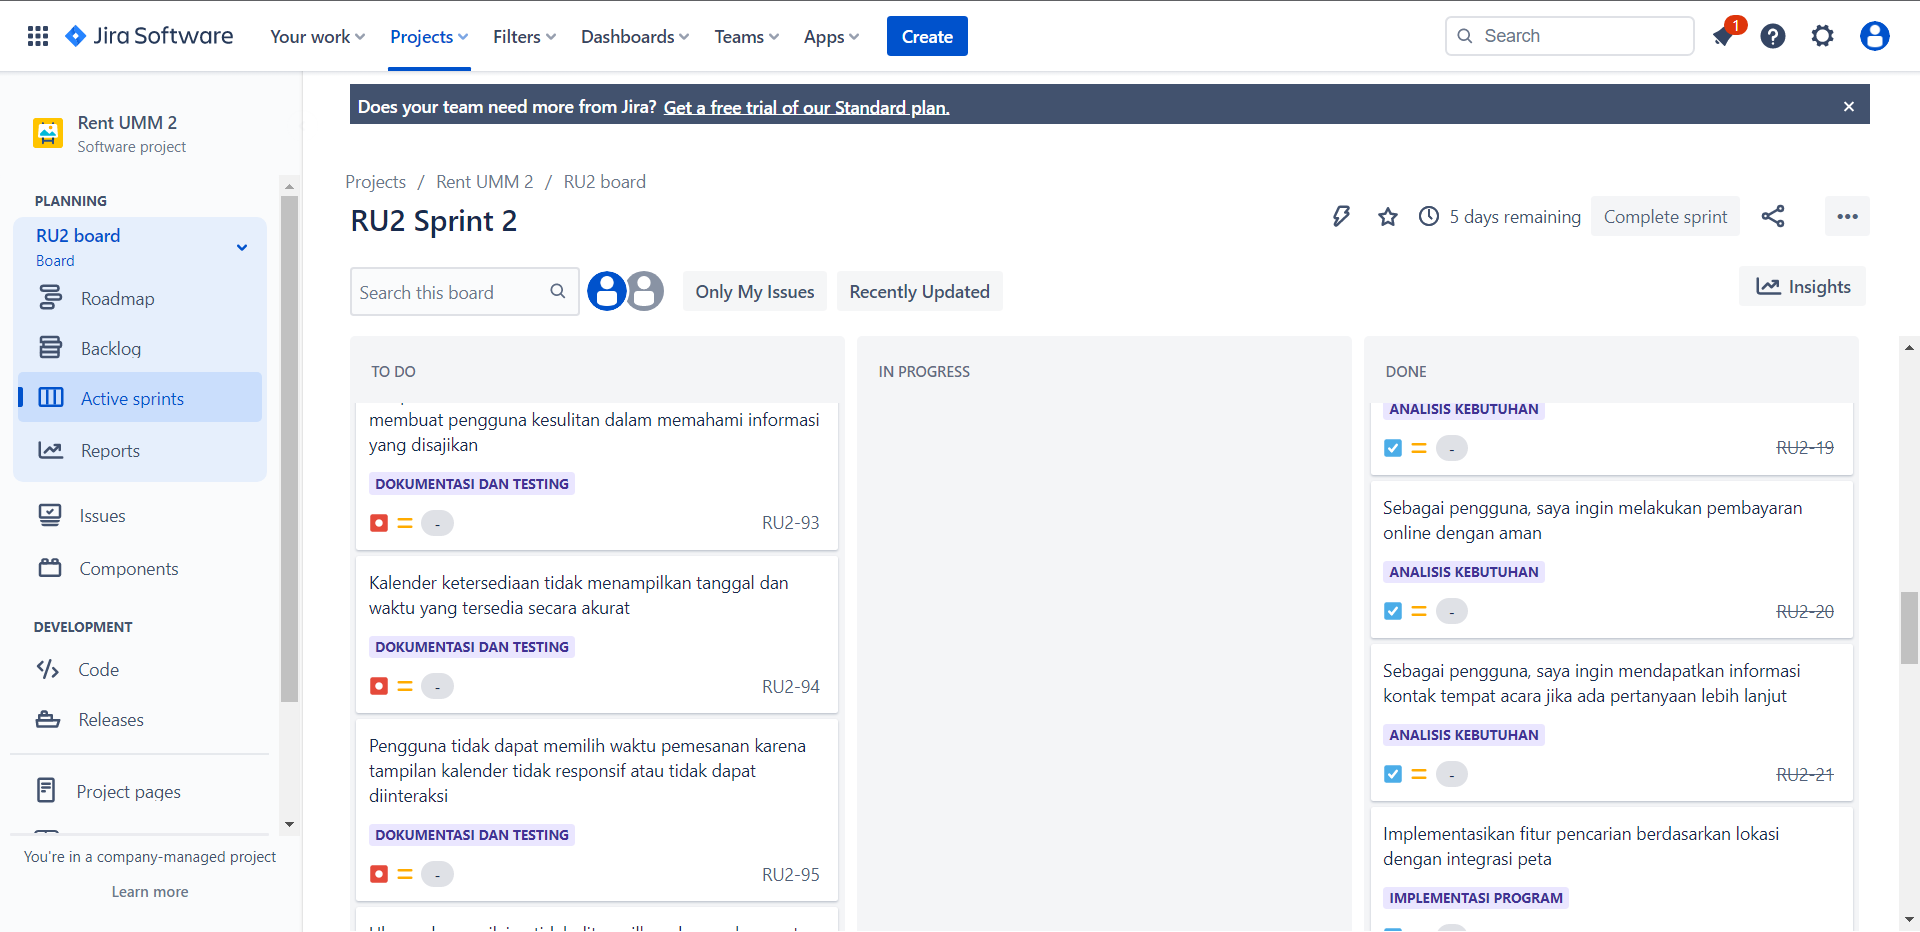 Jira Software
Your work
Projects
Filters
Dashboards
Teams
Apps
Create
Search
1
Does your team need more from Jira? Get a free trial of our Standard plan.
Rent UMM 2
Software project
PLANNING
RU2 board
Board
Roadmap
Backlog
Active sprints
Reports
Issues
Components
DEVELOPMENT
Code
Releases
Project pages
You're in a company-managed project
Learn more
Projects / Rent UMM 2 / RU2 board
RU2 Sprint 2
5 days remaining
Complete sprint
Search this board
Only My Issues
Recently Updated
Insights
TO DO
membuat pengguna kesulitan dalam memahami informasi
yang disajikan
DOKUMENTASI DAN TESTING
-
RU2-93
Kalender ketersediaan tidak menampilkan tanggal dan
waktu yang tersedia secara akurat
DOKUMENTASI DAN TESTING
-
RU2-94
Pengguna tidak dapat memilih waktu pemesanan karena
tampilan kalender tidak responsif atau tidak dapat
diinteraksi
DOKUMENTASI DAN TESTING
-
RU2-95
IN PROGRESS
DONE
ANALISIS KEBUTUHAN
-
RU2-19
Sebagai pengguna, saya ingin melakukan pembayaran
online dengan aman
ANALISIS KEBUTUHAN
-
RU2-20
Sebagai pengguna, saya ingin mendapatkan informasi
kontak tempat acara jika ada pertanyaan lebih lanjut
ANALISIS KEBUTUHAN
-
RU2-21
Implementasikan fitur pencarian berdasarkan lokasi
dengan integrasi peta
IMPLEMENTASI PROGRAM